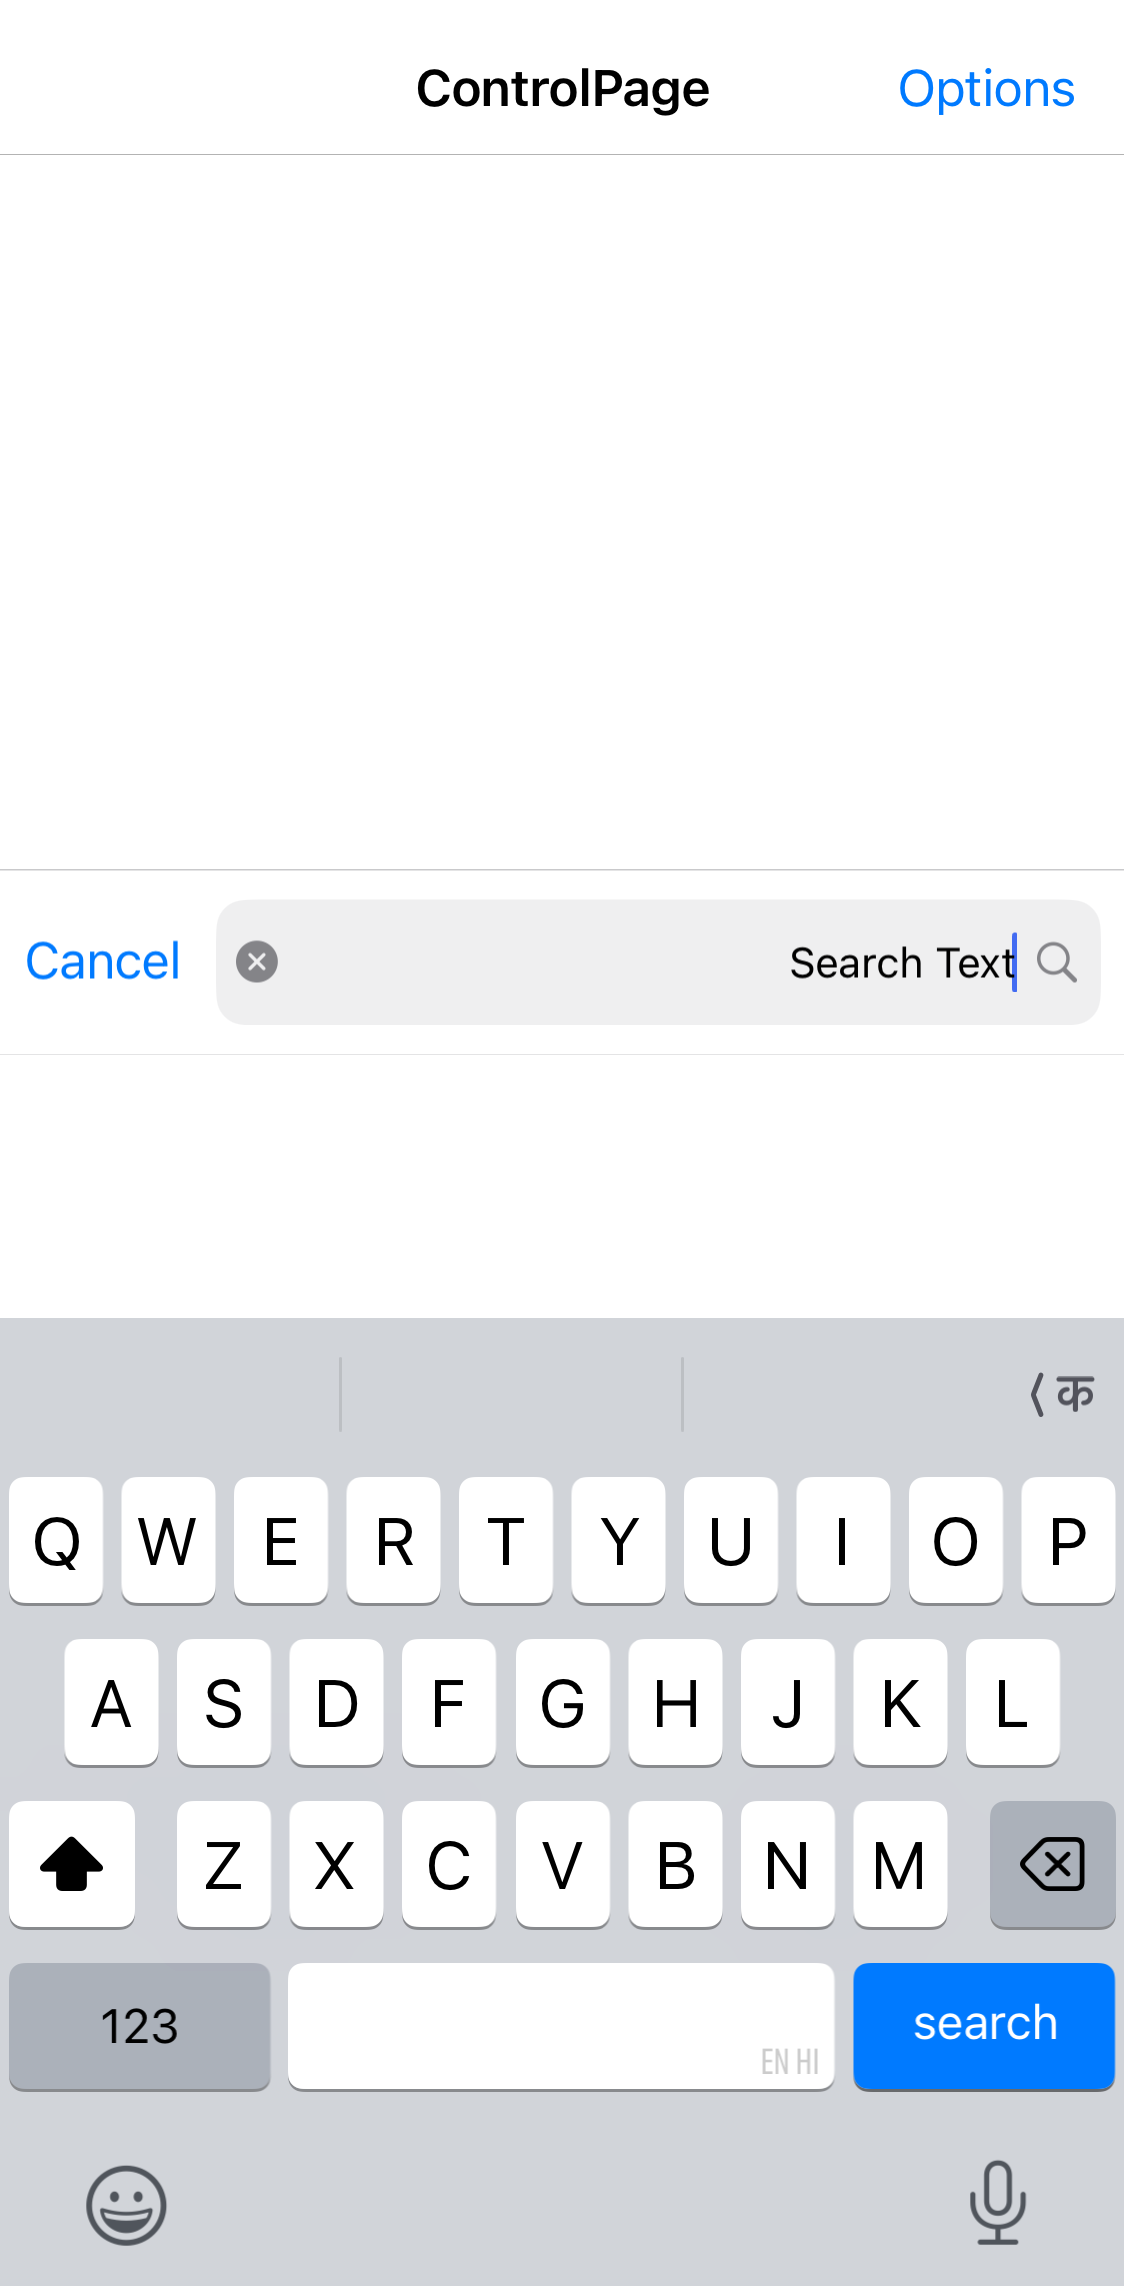 ControlPage
Options
Cancel
Search Text
⟨ क
Q W E R T Y U I O P
A S D F G H J K L
Z X C V B N M
123
EN HI
search